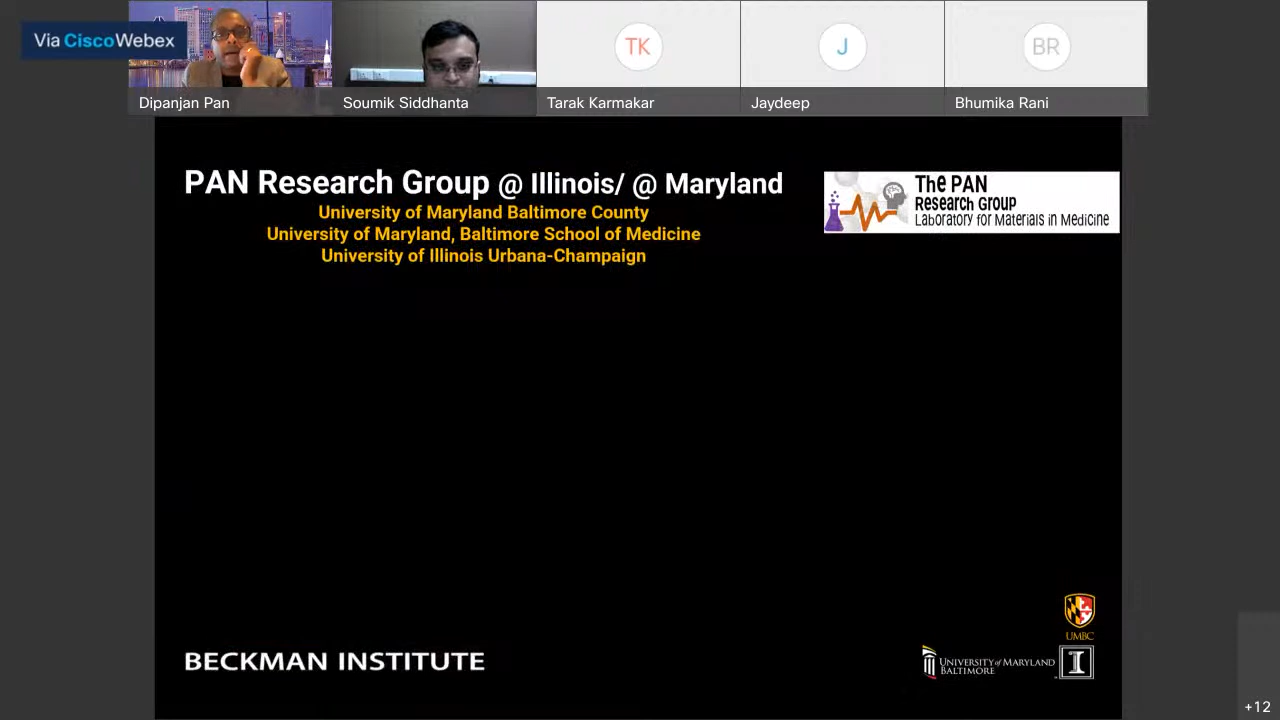 Via CiscoWebex
Dipanjan Pan
Soumik Siddhanta
TK
Tarak Karmakar
J
Jaydeep
BR
Bhumika Rani
PAN Research Group @ Illinois/ @ Maryland
University of Maryland Baltimore County
University of Maryland, Baltimore School of Medicine
University of Illinois Urbana-Champaign
The PAN
Research Group
Laboratory for Materials in Medicine
BECKMAN INSTITUTE
UMBC
UNIVERSITY of MARYLAND
BALTIMORE
I
+12